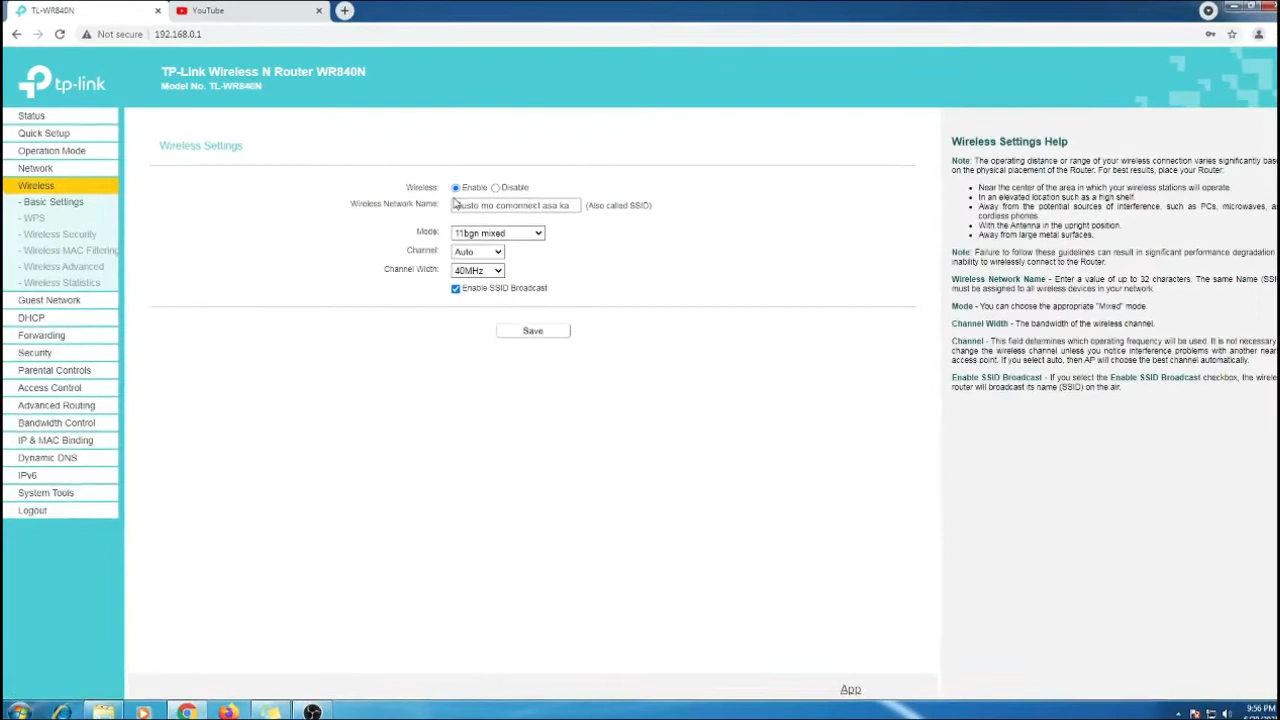 TL-WR840N
YouTube
Not secure
192.168.0.1
tp-link
TP-Link Wireless N Router WR840N
Model No. TL-WR840N
Status
Quick Setup
Operation Mode
Network
Wireless
- Basic Settings
- WPS
- Wireless Security
- Wireless MAC Filtering
- Wireless Advanced
- Wireless Statistics
Guest Network
DHCP
Forwarding
Security
Parental Controls
Access Control
Advanced Routing
Bandwidth Control
IP & MAC Binding
Dynamic DNS
IPv6
System Tools
Logout
Wireless Settings
Wireless: Enable Disable
Wireless Network Name: mo comonnect asa ka (Also called SSID)
Mode: 11bgn mixed
Channel: Auto
Channel Width: 40MHz
Enable SSID Broadcast
Save
App
Wireless Settings Help
Note: The operating distance or range of your wireless connection varies significantly base
on the physical placement of the Router. For best results, place your Router:
Near the center of the area in which your wireless stations will operate.
In an elevated location such as a high shelf.
Away from the potential sources of interference, such as PCs, microwaves, a
cordless phones.
With the Antenna in the upright position.
Away from large metal surfaces.
Note: Failure to follow these guidelines can result in significant performance degradation
inability to wirelessly connect to the Router.
Wireless Network Name - Enter a value of up to 32 characters. The same Name (SSI
must be assigned to all wireless devices in your network.
Mode - You can choose the appropriate "Mixed" mode.
Channel Width - The bandwidth of the wireless channel.
Channel - This field determines which operating frequency will be used. It is not necessary
change the wireless channel unless you notice interference problems with another near
access point. If you select auto, then AP will choose the best channel automatically.
Enable SSID Broadcast - If you select the Enable SSID Broadcast checkbox, the wirele
router will broadcast its name (SSID) on the air.
9:56 PM